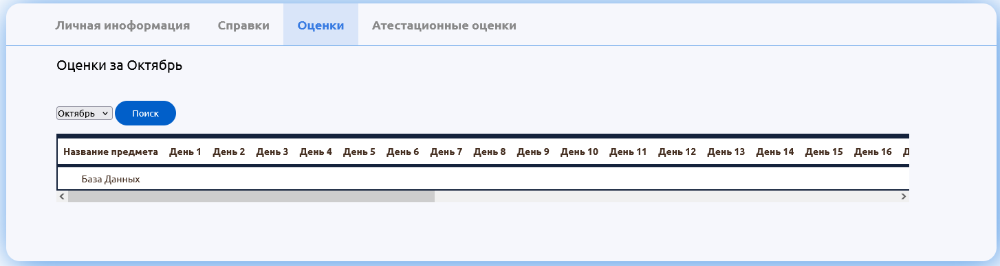 Личная иноформация Справки Оценки Атестационные оценки
Оценки за Октябрь
Октябрь Поиск
Название предмета День 1 День 2 День 3 День 4 День 5 День 6 День 7 День 8 День 9 День 10 День 11 День 12 День 13 День 14 День 15 День 16
База Данных